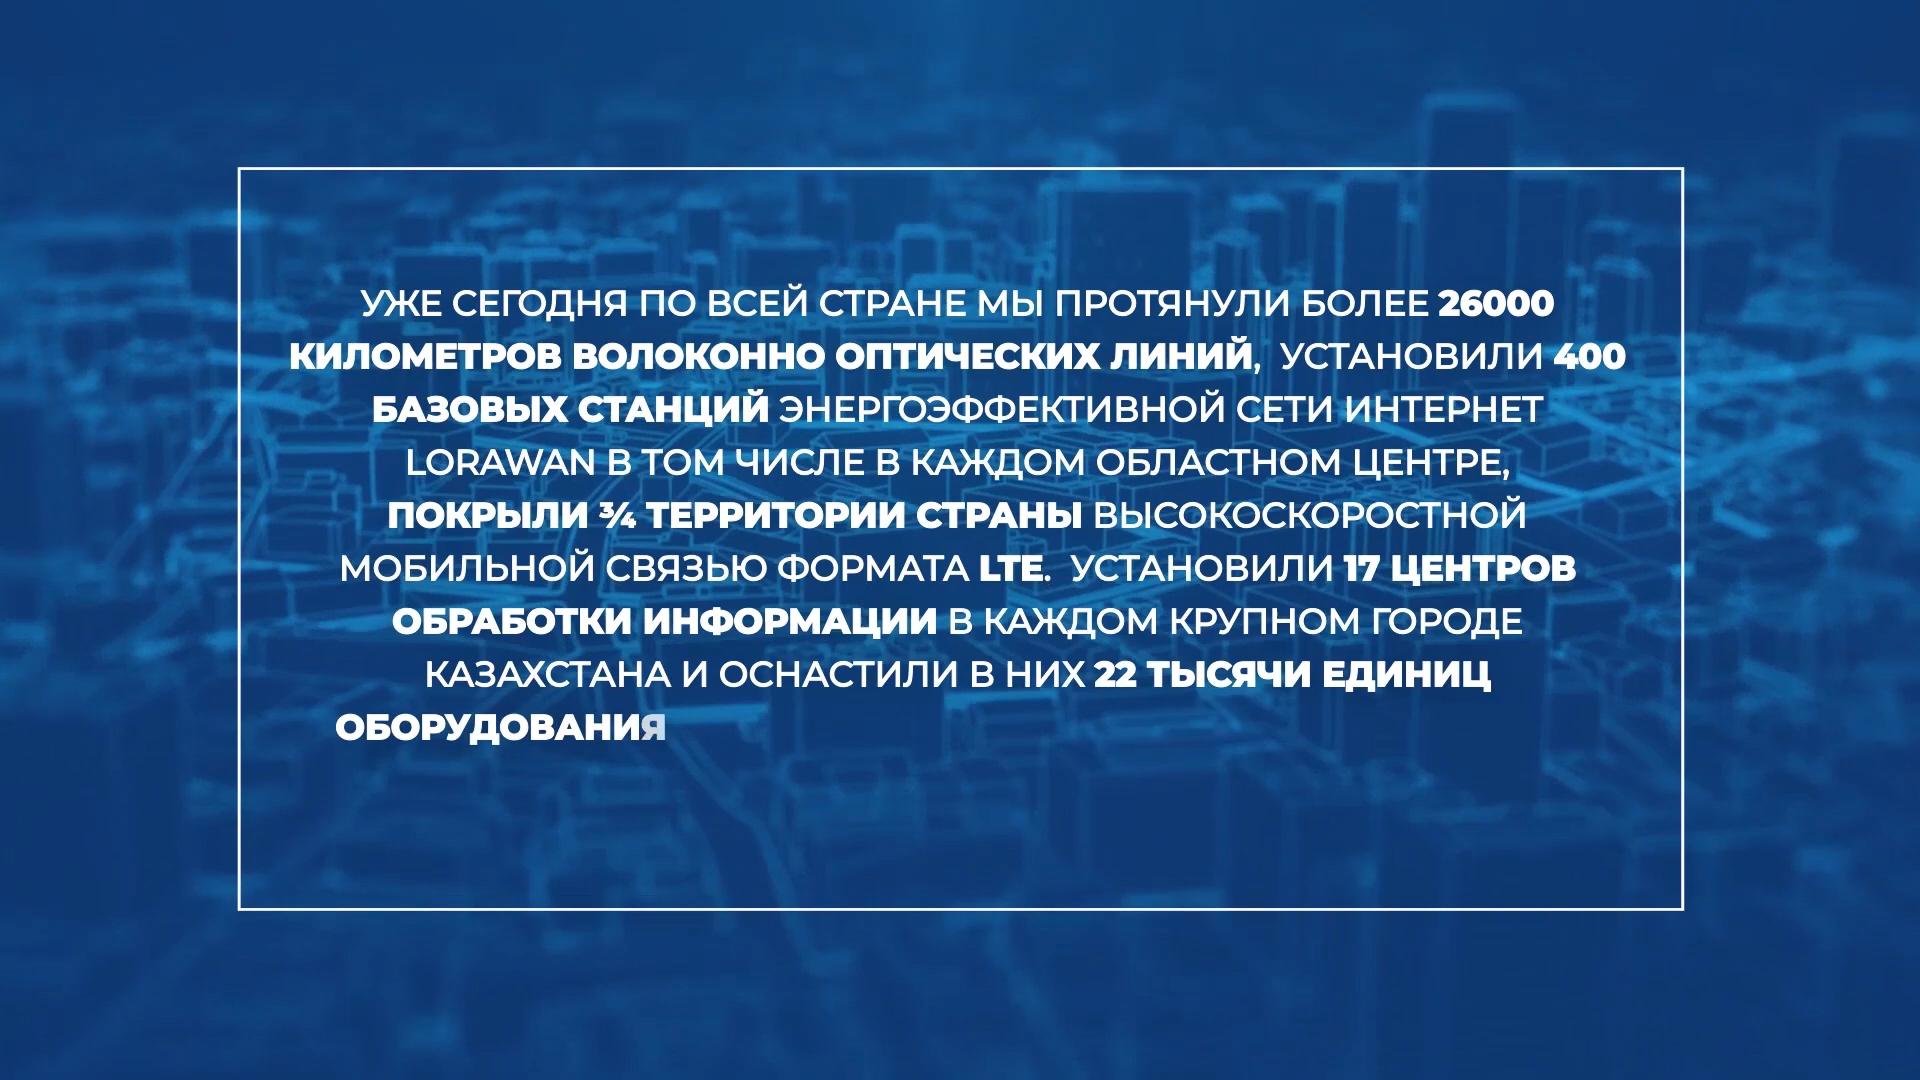 УЖЕ СЕГОДНЯ ПО ВСЕЙ СТРАНЕ МЫ ПРОТЯНУЛИ БОЛЕЕ 26000
КИЛОМЕТРОВ ВОЛОКОННО ОПТИЧЕСКИХ ЛИНИЙ, УСТАНОВИЛИ 400
БАЗОВЫХ СТАНЦИЙ ЭНЕРГОЭФФЕКТИВНОЙ СЕТИ ИНТЕРНЕТ
LORAWAN В ТОМ ЧИСЛЕ В КАЖДОМ ОБЛАСТНОМ ЦЕНТРЕ,
ПОКРЫЛИ ¾ ТЕРРИТОРИИ СТРАНЫ ВЫСОКОСКОРОСТНОЙ
МОБИЛЬНОЙ СВЯЗЬЮ ФОРМАТА LTE. УСТАНОВИЛИ 17 ЦЕНТРОВ
ОБРАБОТКИ ИНФОРМАЦИИ В КАЖДОМ КРУПНОМ ГОРОДЕ
КАЗАХСТАНА И ОСНАСТИЛИ В НИХ 22 ТЫСЯЧИ ЕДИНИЦ
ОБОРУДОВАНИЯ